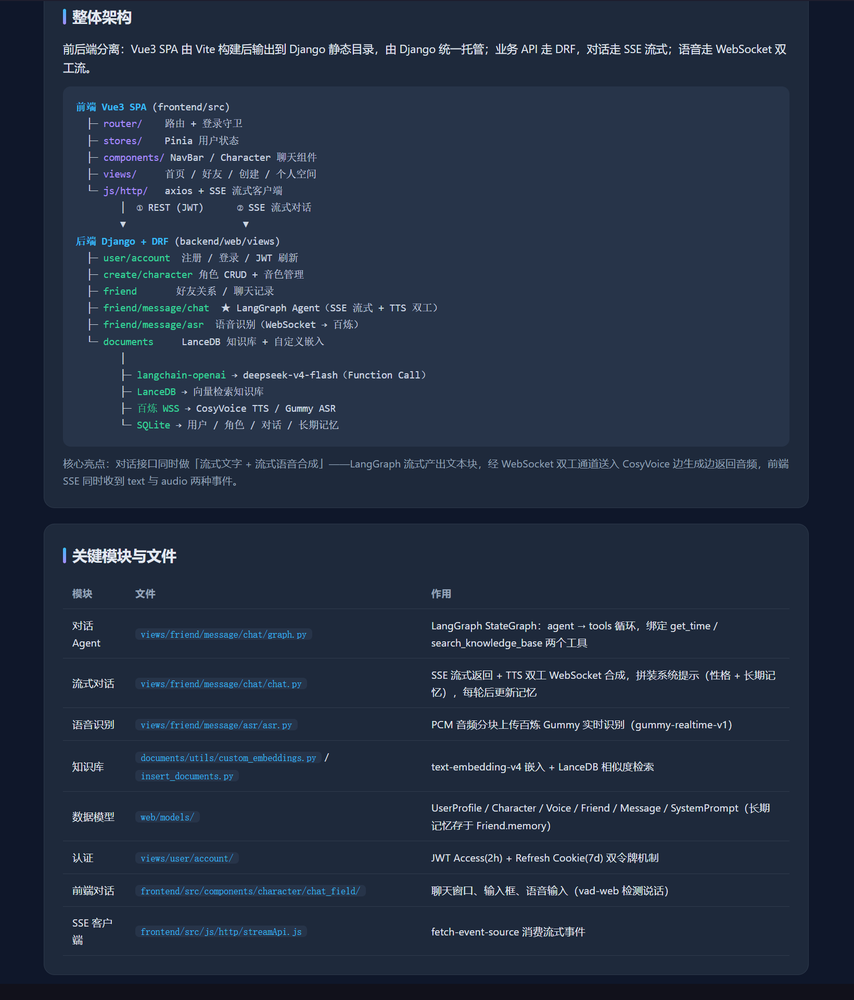 整体架构
前后端分离：Vue3 SPA 由 Vite 构建后输出到 Django 静态目录，由 Django 统一托管；业务 API 走 DRF，对话走 SSE 流式；语音走 WebSocket 双
工流。
前端 Vue3 SPA (frontend/src)
├─ router/    路由 + 登录守卫
├─ stores/    Pinia 用户状态
├─ components/ NavBar / Character 聊天组件
├─ views/     首页 / 好友 / 创建 / 个人空间
└─ js/http/   axios + SSE 流式客户端
│  ① REST (JWT)      ② SSE 流式对话
▼                     ▼
后端 Django + DRF (backend/web/views)
├─ user/account  注册 / 登录 / JWT 刷新
├─ create/character 角色 CRUD + 音色管理
├─ friend       好友关系 / 聊天记录
├─ friend/message/chat  ★ LangGraph Agent（SSE 流式 + TTS 双工）
├─ friend/message/asr  语音识别（WebSocket → 百炼）
└─ documents     LanceDB 知识库 + 自定义嵌入
│
├─ langchain-openai → deepseek-v4-flash（Function Call）
├─ LanceDB → 向量检索知识库
├─ 百炼 WSS → CosyVoice TTS / Gummy ASR
└─ SQLite → 用户 / 角色 / 对话 / 长期记忆
核心亮点：对话接口同时做「流式文字 + 流式语音合成」——LangGraph 流式产出文本块，经 WebSocket 双工通道送入 CosyVoice 边生成边返回音频，前端
SSE 同时收到 text 与 audio 两种事件。
关键模块与文件
模块 文件 作用
对话
Agent
views/friend/message/chat/graph.py
LangGraph StateGraph：agent → tools 循环，绑定 get_time /
search_knowledge_base 两个工具
流式对话
views/friend/message/chat/chat.py
SSE 流式返回 + TTS 双工 WebSocket 合成，拼装系统提示（性格 + 长期记
忆），每轮后更新记忆
语音识别 views/friend/message/asr/asr.py PCM 音频分块上传百炼 Gummy 实时识别（gummy-realtime-v1）
知识库
documents/utils/custom_embeddings.py /
insert_documents.py
text-embedding-v4 嵌入 + LanceDB 相似度检索
数据模型
web/models/
UserProfile / Character / Voice / Friend / Message / SystemPrompt（长期
记忆存于 Friend.memory）
认证 views/user/account/ JWT Access(2h) + Refresh Cookie(7d) 双令牌机制
前端对话 frontend/src/components/character/chat_field/ 聊天窗口、输入框、语音输入（vad-web 检测说话）
SSE 客户
端
frontend/src/js/http/streamApi.js
fetch-event-source 消费流式事件